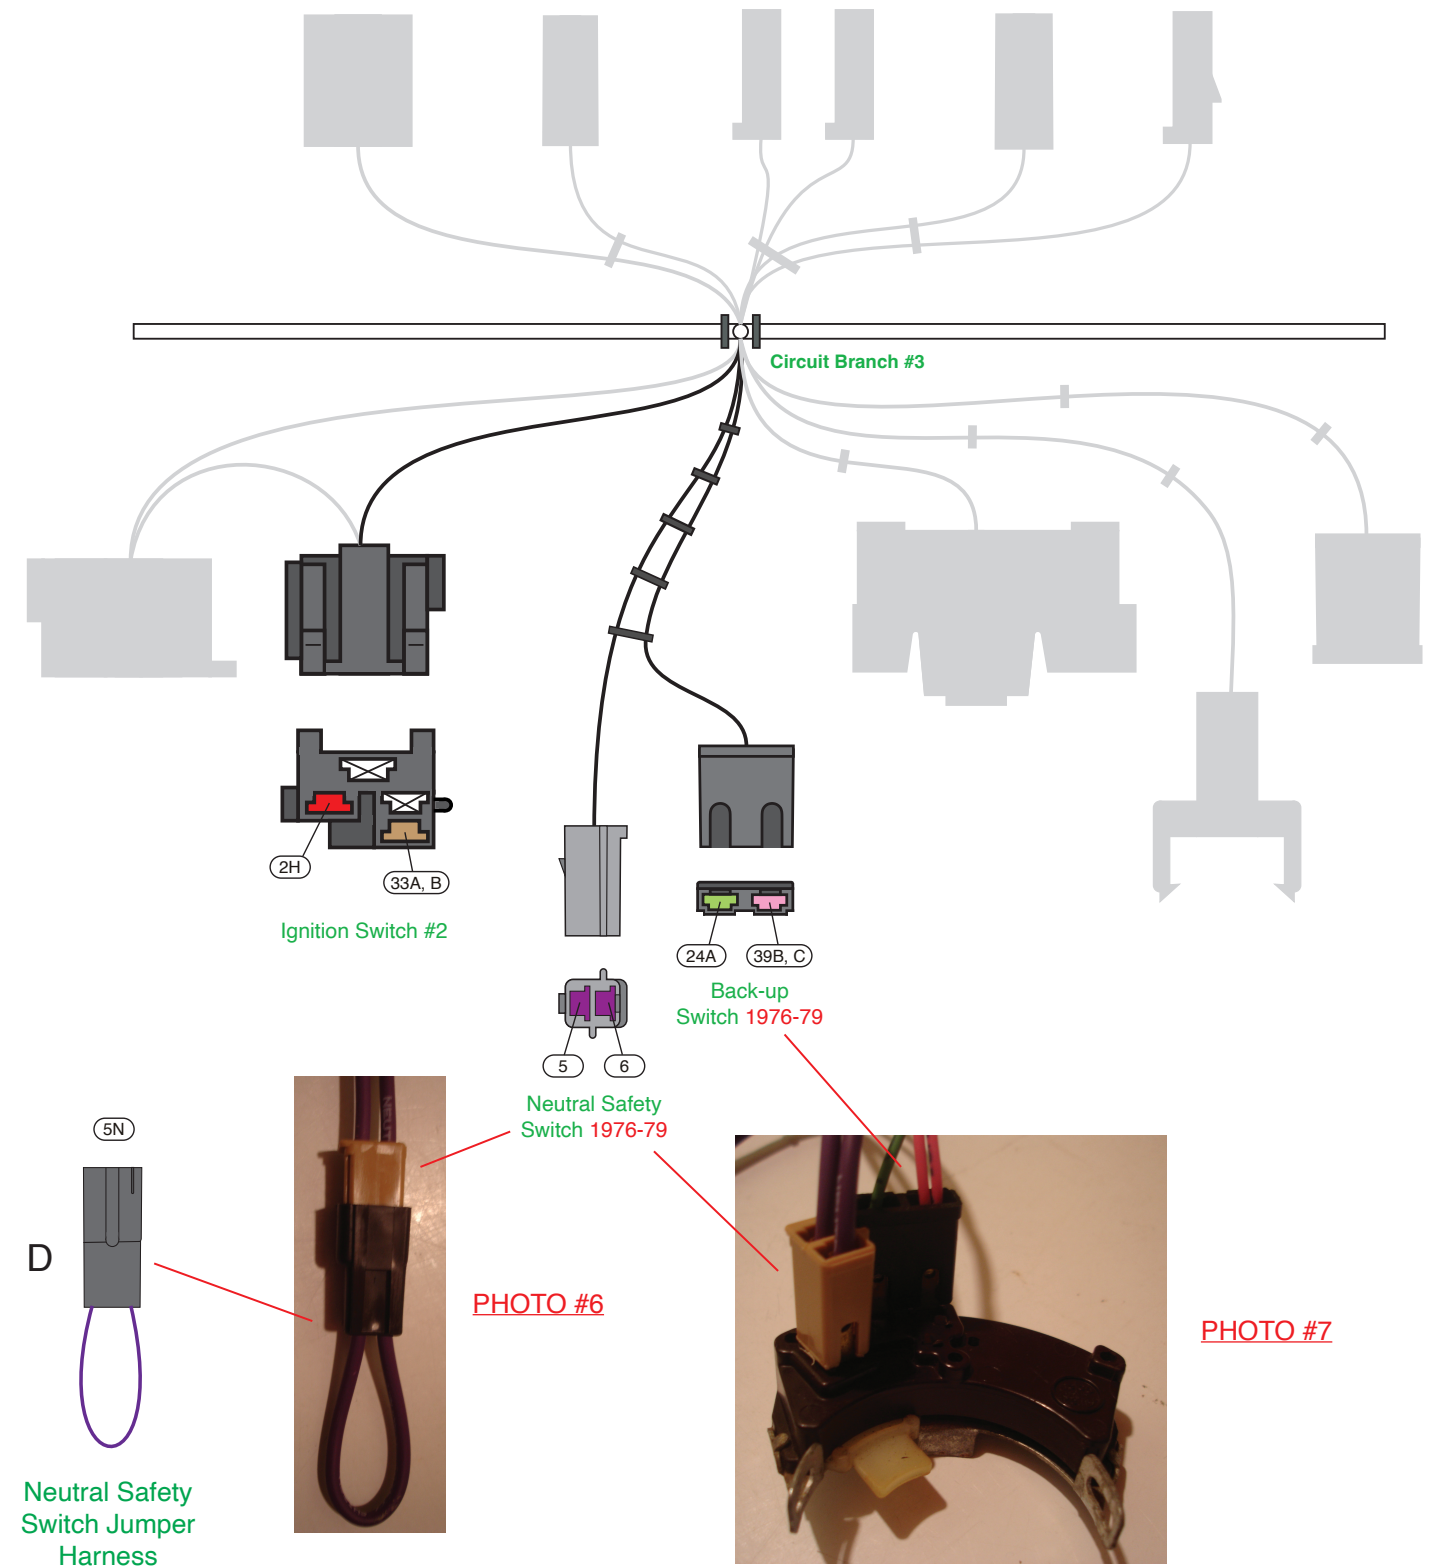 Circuit Branch #3
2H
33A, B
Ignition Switch #2
24A
39B, C
Back-up
Switch 1976-79
5
6
Neutral Safety
Switch 1976-79
5N
D
PHOTO #6
PHOTO #7
Neutral Safety
Switch Jumper
Harness